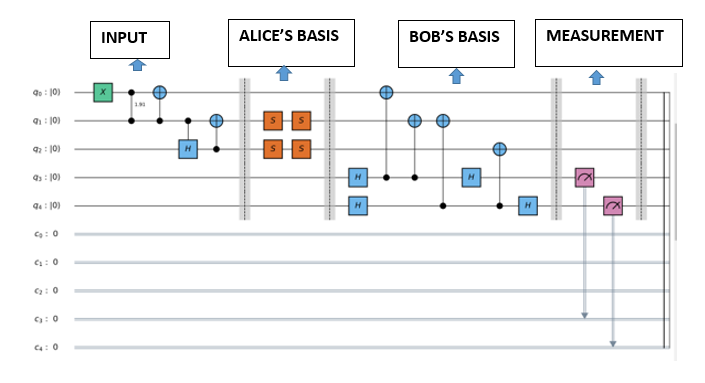 INPUT
ALICE'S BASIS
BOB'S BASIS
MEASUREMENT
q₀ : |0⟩ X 1.91
q₁ : |0⟩ S S
q₂ : |0⟩ H S S
q₃ : |0⟩ H H
q₄ : |0⟩ H H
c₀ : 0
c₁ : 0
c₂ : 0
c₃ : 0
c₄ : 0